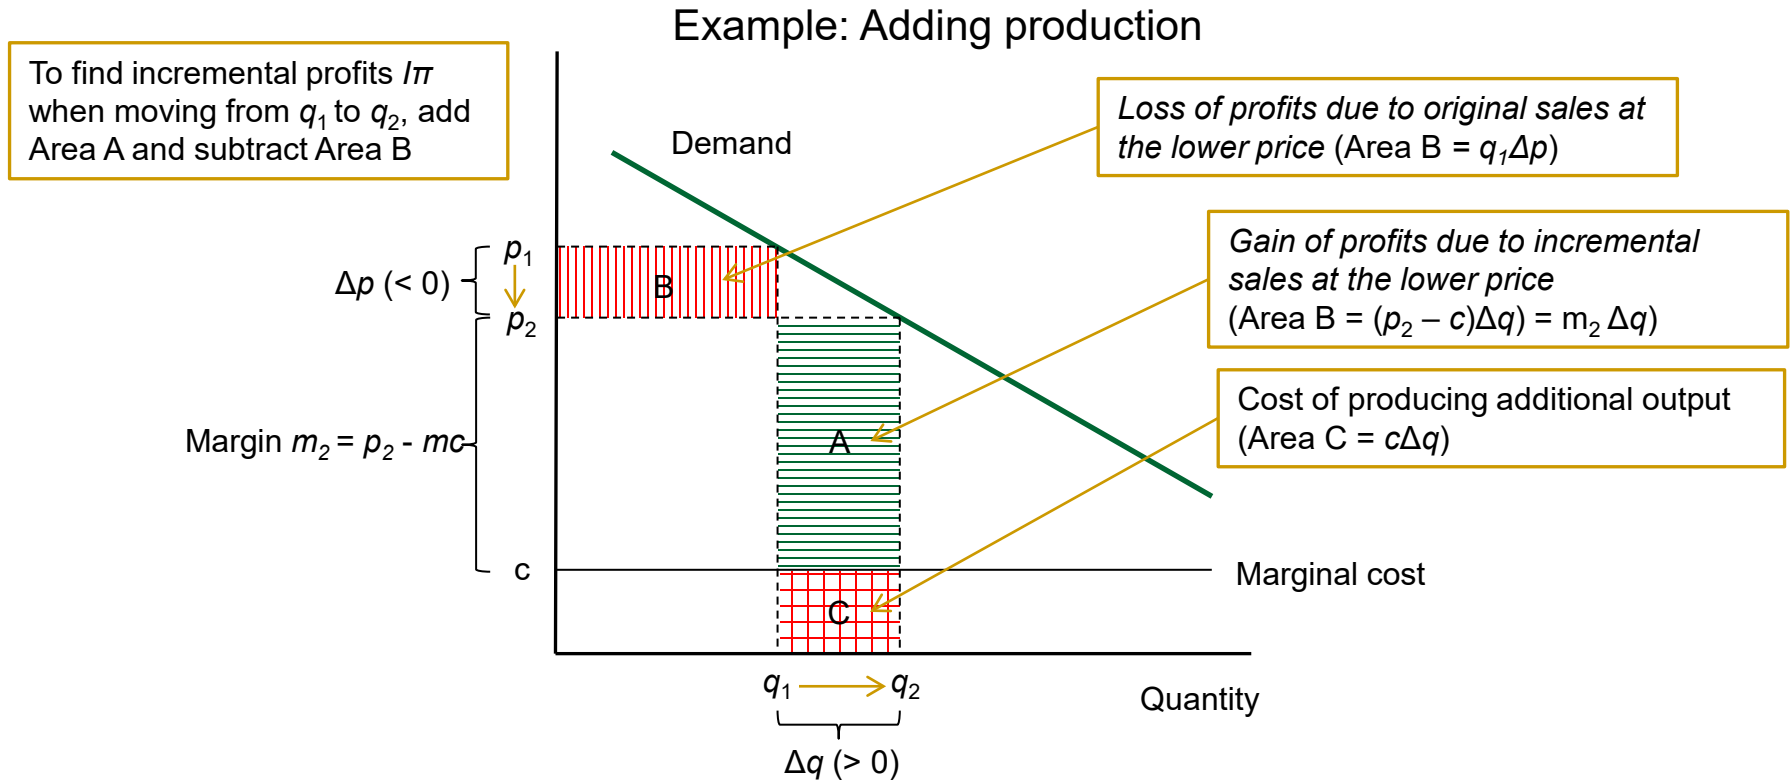 Example: Adding production
To find incremental profits Iπ
when moving from q₁ to q₂, add
Area A and subtract Area B
Loss of profits due to original sales at
the lower price (Area B = q₁Δp)
Demand
Gain of profits due to incremental
sales at the lower price
(Area B = (p₂ – c)Δq) = m₂ Δq)
p₁
Δp (< 0)
B
p₂
Cost of producing additional output
(Area C = cΔq)
Margin m₂ = p₂ - mc
A
c
Marginal cost
C
q₁
q₂
Quantity
Δq (> 0)